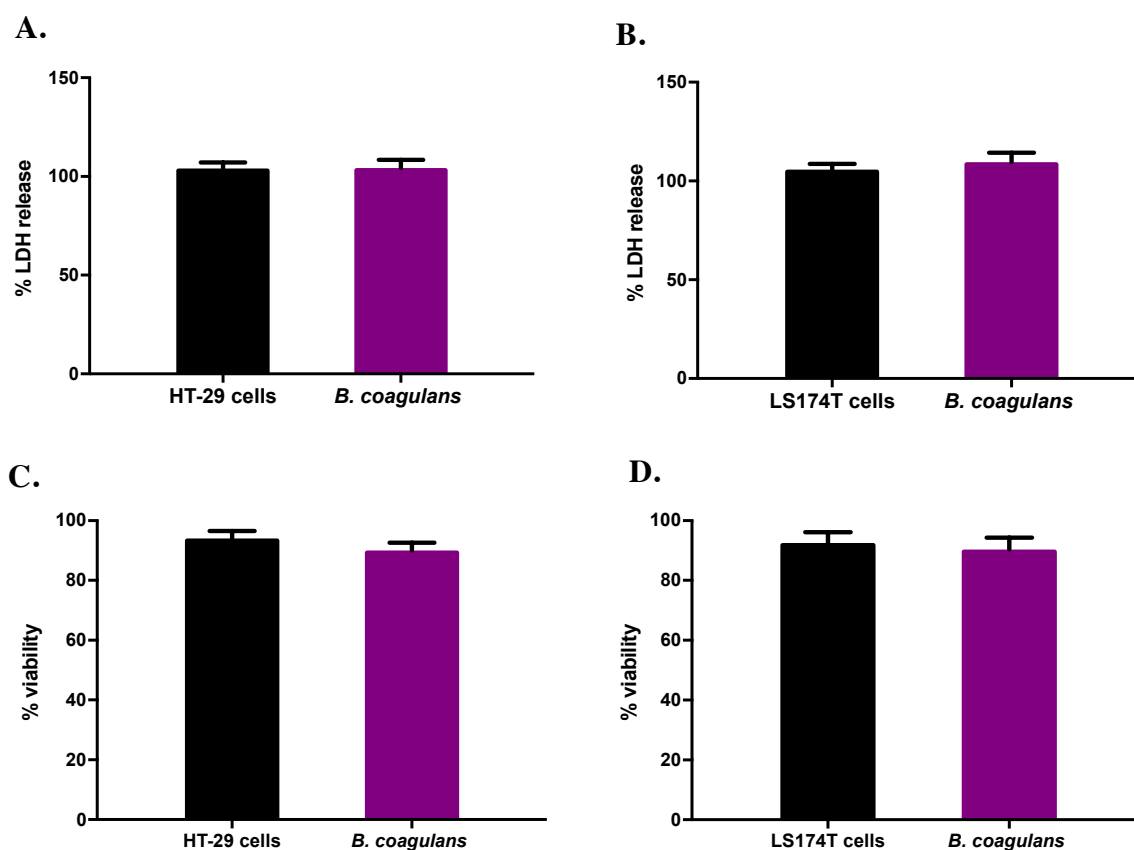 A.
% LDH release
150
100
50
0
HT-29 cells
B. coagulans
B.
% LDH release
150
100
50
0
LS174T cells
B. coagulans
C.
% viability
100
80
60
40
20
0
HT-29 cells
B. coagulans
D.
% viability
100
80
60
40
20
0
LS174T cells
B. coagulans